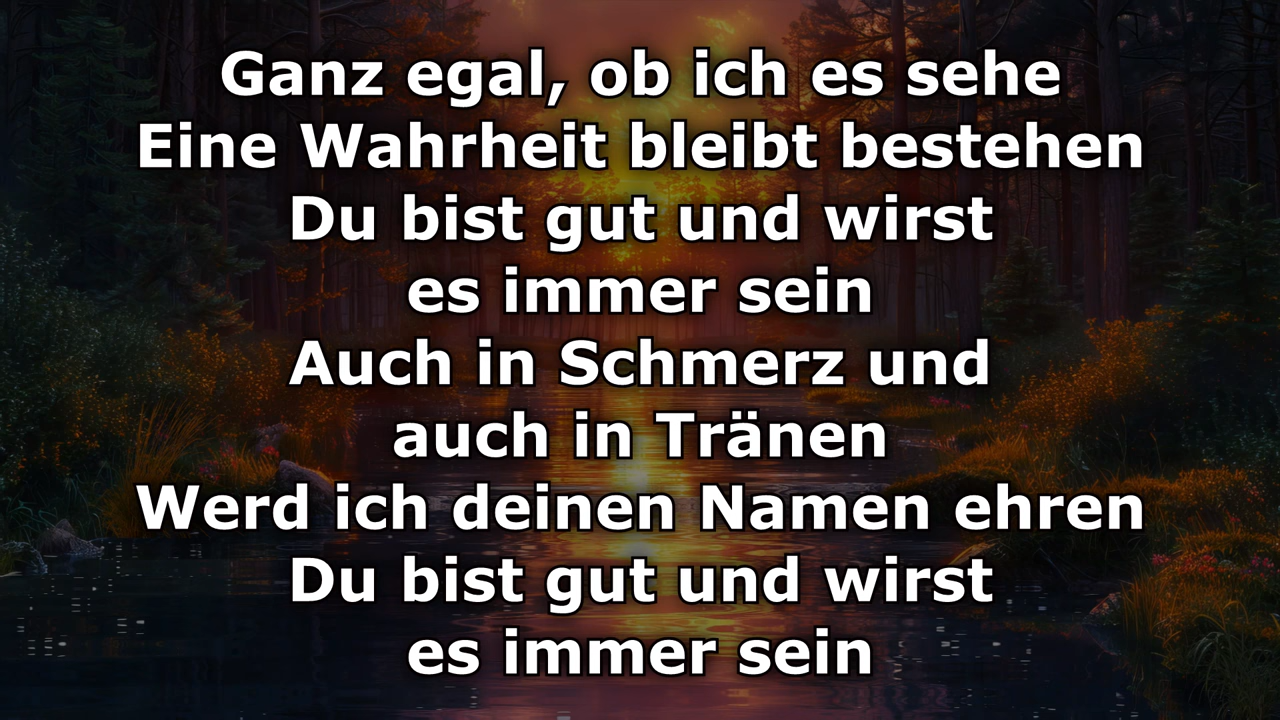 Ganz egal, ob ich es sehe
Eine Wahrheit bleibt bestehen
Du bist gut und wirst
es immer sein
Auch in Schmerz und
auch in Tränen
Werd ich deinen Namen ehren
Du bist gut und wirst
es immer sein